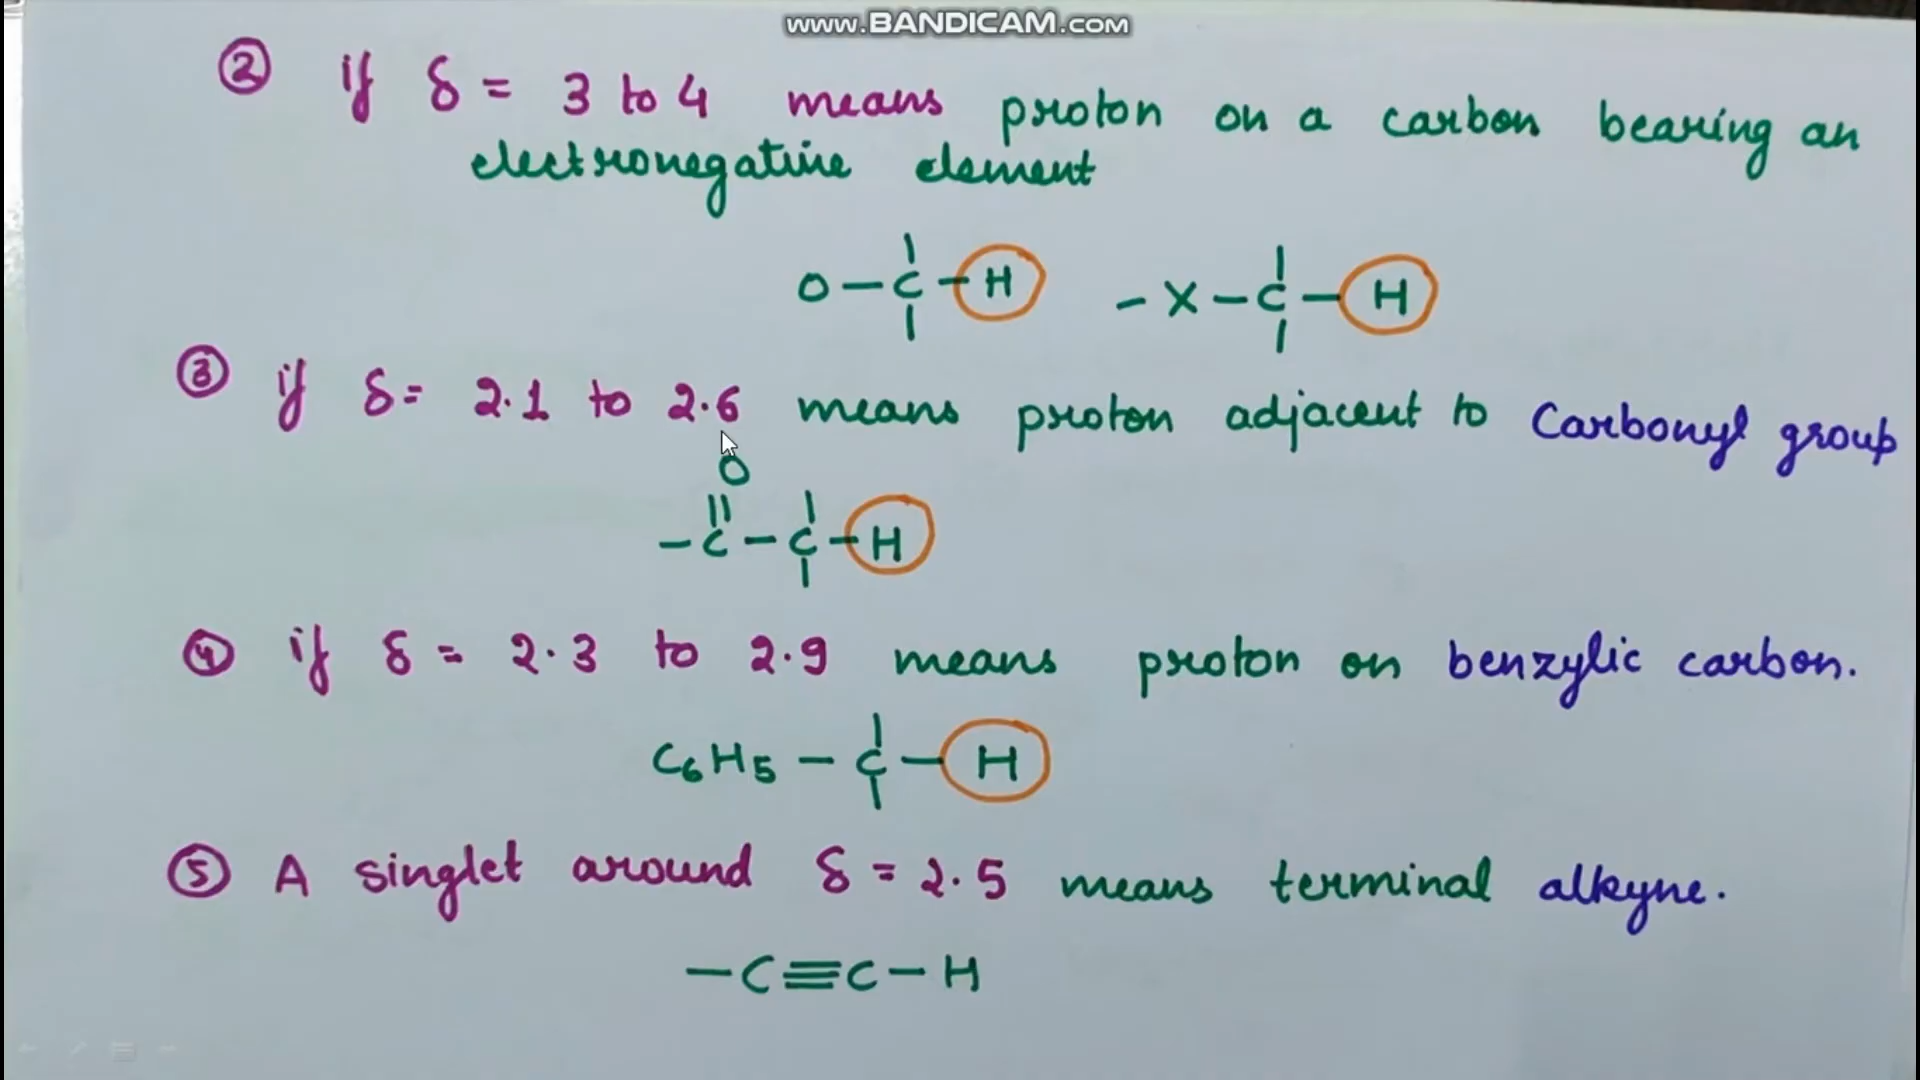 www.BANDICAM.com
② if δ = 3 to 4 means proton on a carbon bearing an
electronegative element
O – C – H – X – C – H
③ if δ = 2.1 to 2.6 means proton adjacent to Carbonyl group
O
– C – C – H
④ if δ = 2.3 to 2.9 means proton on benzylic carbon.
C₆H₅ – C – H
⑤ A singlet around δ = 2.5 means terminal alkyne.
– C ≡ C – H